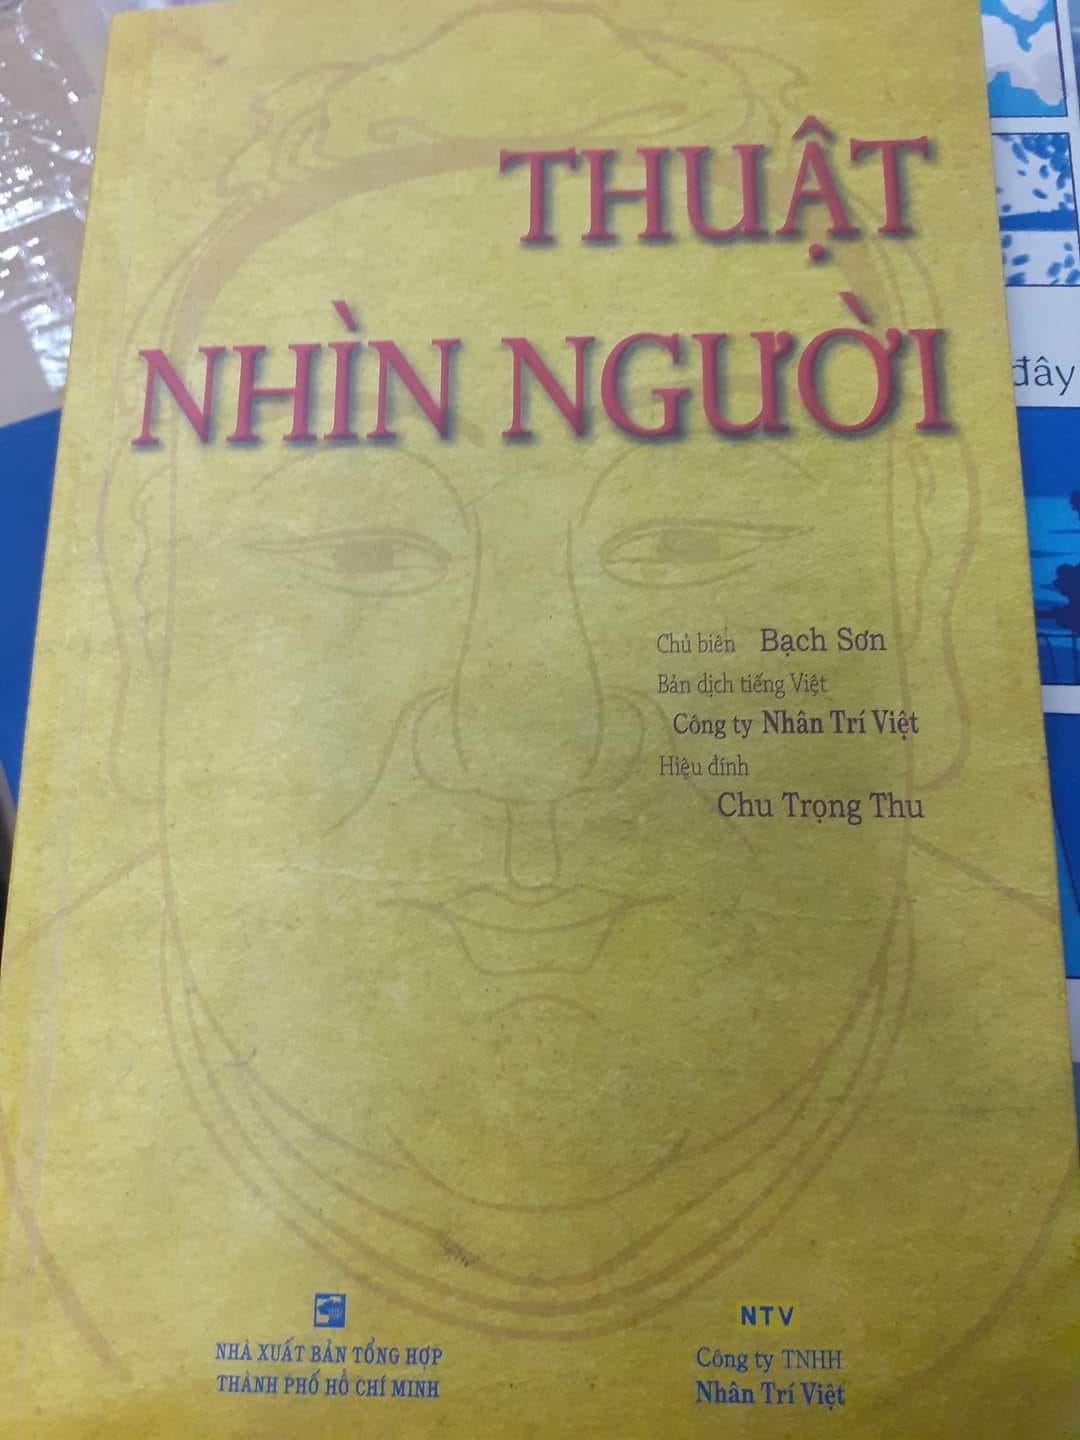 THUẬT
NHÌN NGƯỜI
đây
Chủ biên Bạch Sơn
Bản dịch tiếng Việt
Công ty Nhân Trí Việt
Hiệu đính
Chu Trọng Thu
NHÀ XUẤT BẢN TỔNG HỢP
THÀNH PHỐ HỒ CHÍ MINH
NTV
Công ty TNHH
Nhân Trí Việt